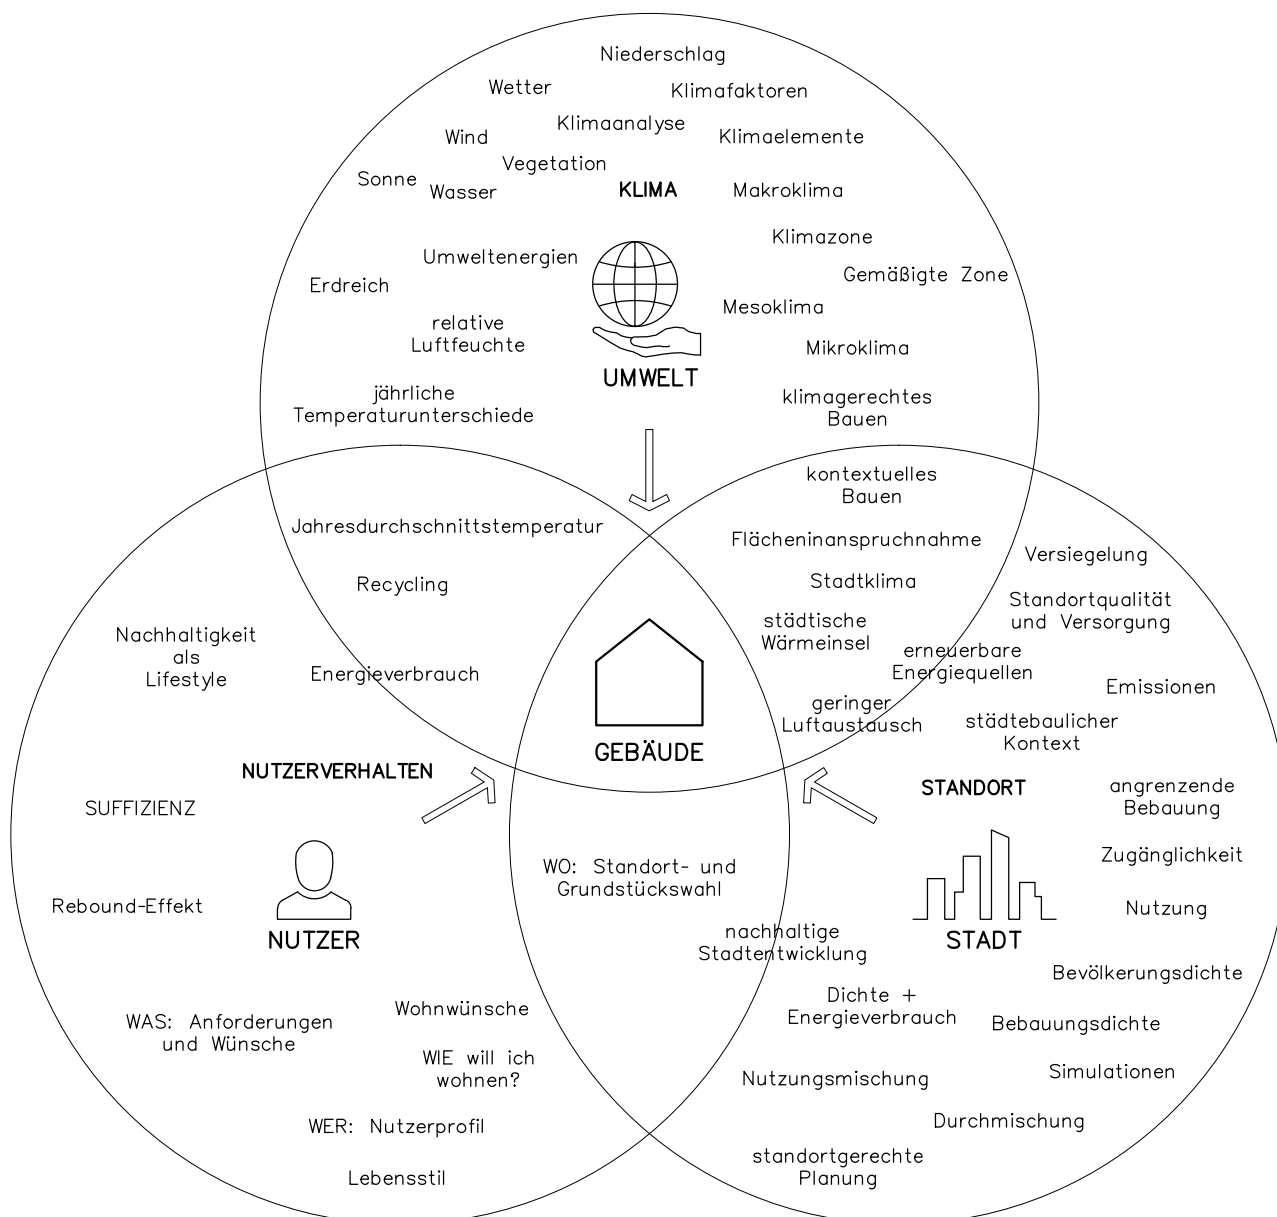 Niederschlag
Wetter
Klimafaktoren
Klimaanalyse
Wind
Klimaelemente
Vegetation
Sonne
Wasser
KLIMA
Makroklima
Klimazone
Umweltenergien
Gemäßigte Zone
Erdreich
Mesoklima
relative
Luftfeuchte
Mikroklima
UMWELT
jährliche
Temperaturunterschiede
klimagerechtes
Bauen
kontextuelles
Bauen
Jahresdurchschnittstemperatur
Flächeninanspruchnahme
Versiegelung
Recycling
Stadtklima
Standortqualität
und Versorgung
städtische
Wärmeinsel
Nachhaltigkeit
als
Lifestyle
erneuerbare
Energiequellen
Energieverbrauch
Emissionen
geringer
Luftaustausch
städtebaulicher
Kontext
GEBÄUDE
NUTZERVERHALTEN
STANDORT
angrenzende
Bebauung
SUFFIZIENZ
Zugänglichkeit
WO: Standort- und
Grundstückswahl
Rebound-Effekt
Nutzung
NUTZER
nachhaltige
Stadtentwicklung
STADT
Bevölkerungsdichte
Dichte +
Energieverbrauch
Wohnwünsche
WAS: Anforderungen
und Wünsche
Bebauungsdichte
WIE will ich
wohnen?
Simulationen
Nutzungsmischung
WER: Nutzerprofil
Durchmischung
standortgerechte
Planung
Lebensstil